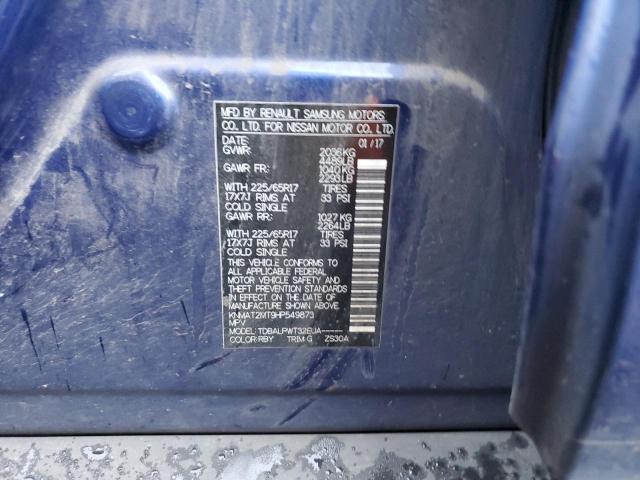 MFD BY RENAULT SAMSUNG MOTORS
CO. LTD. FOR NISSAN MOTOR CO., LTD.
DATE: 01/17
GVWR: 2036KG
4489LB
GAWR FR: 1040KG
2293LB
WITH 225/65R17 TIRES
17X7J RIMS AT 33 PSI
COLD SINGLE
GAWR RR: 1027 KG
2264LB
WITH 225/65R17 TIRES
17X7J RIMS AT 33 PSI
COLD SINGLE
THIS VEHICLE CONFORMS TO
ALL APPLICABLE FEDERAL
MOTOR VEHICLE SAFETY AND
THEFT PREVENTION STANDARDS
IN EFFECT ON THE DATE OF
MANUFACTURE SHOWN ABOVE
KNMAT2MT9HP549873
MPV
MODEL: TDBALPWT32EUA-----
COLOR:RBY TRIM:G ZS30A